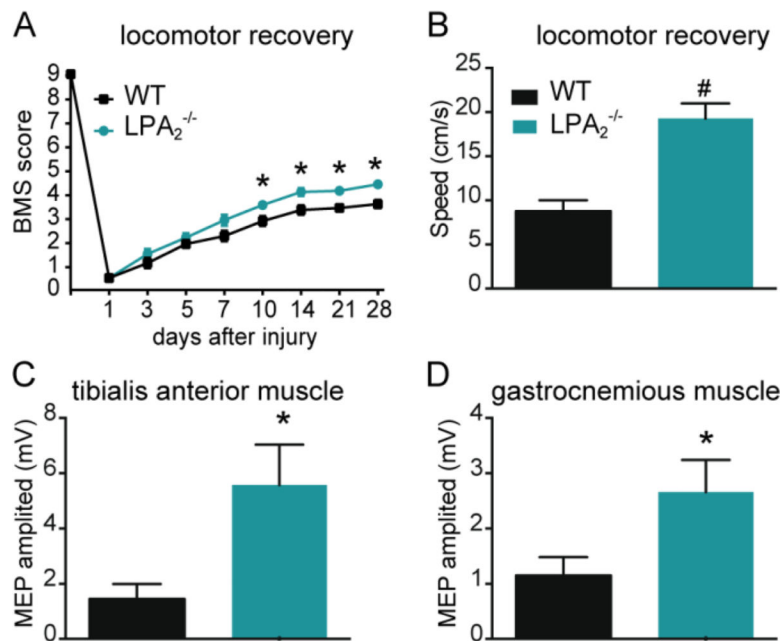 A
locomotor recovery
9
8
7
6
5
4
3
2
1
0
BMS score
WT
LPA₂⁻/⁻
*
*
*
*
1 3 5 7 10 14 21 28
days after injury
B
locomotor recovery
25
20
15
10
5
0
Speed (cm/s)
WT
LPA₂⁻/⁻
#
C
tibialis anterior muscle
8
6
4
2
0
MEP amplited (mV)
*
D
gastrocnemious muscle
4
3
2
1
0
MEP amplited (mV)
*